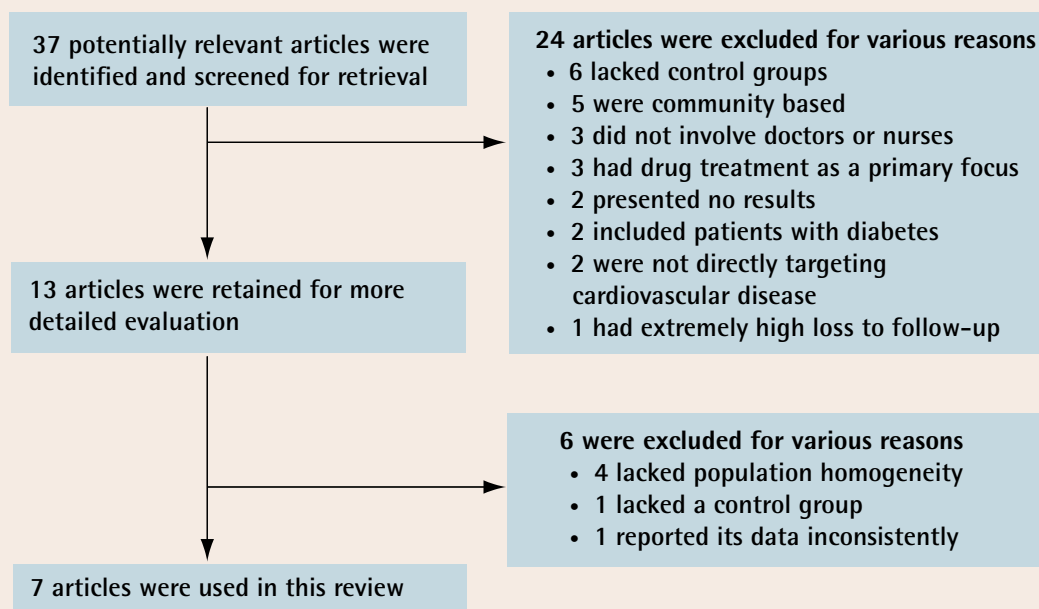 37 potentially relevant articles were
identified and screened for retrieval
24 articles were excluded for various reasons
• 6 lacked control groups
• 5 were community based
• 3 did not involve doctors or nurses
• 3 had drug treatment as a primary focus
• 2 presented no results
• 2 included patients with diabetes
• 2 were not directly targeting
cardiovascular disease
• 1 had extremely high loss to follow-up
13 articles were retained for more
detailed evaluation
6 were excluded for various reasons
• 4 lacked population homogeneity
• 1 lacked a control group
• 1 reported its data inconsistently
7 articles were used in this review